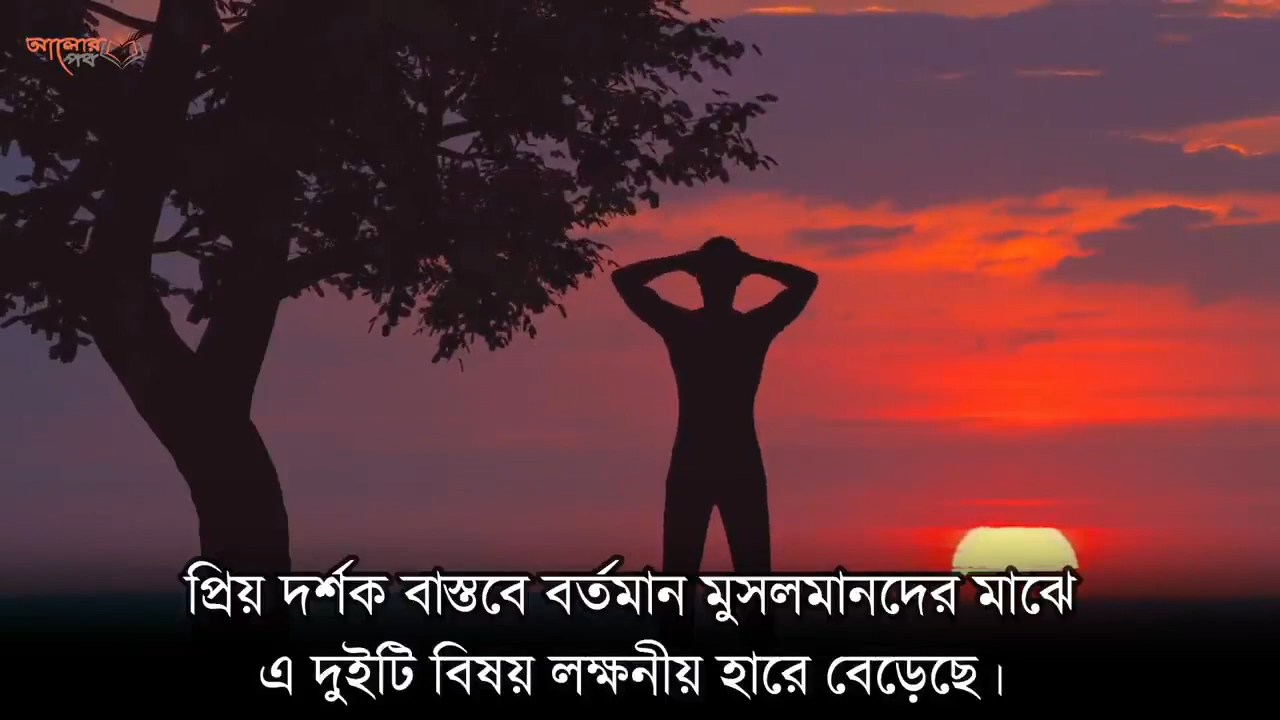 আলোর
পথ
প্রিয় দর্শক বাস্তবে বর্তমান মুসলমানদের মাঝে
এ দুইটি বিষয় লক্ষনীয় হারে বেড়েছে।